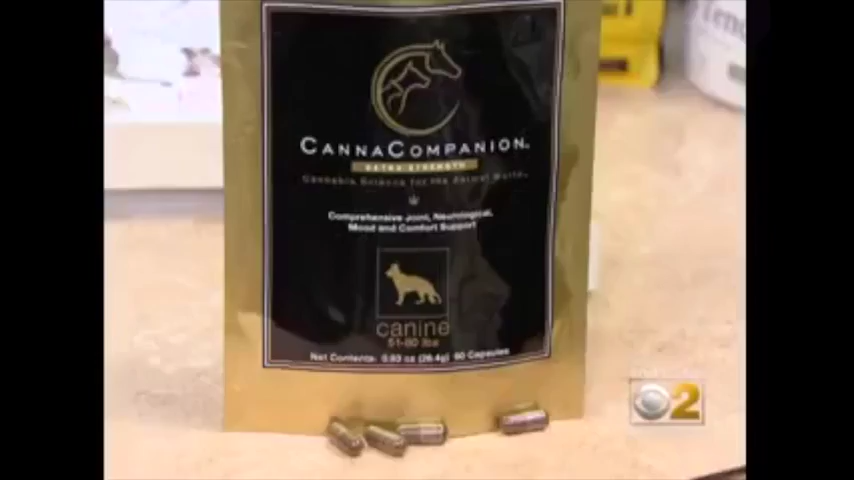 CANNACOMPANION
EXTRA STRENGTH
Cannabis Science for the Animal World
Comprehensive Joint, Neurological,
Mood and Comfort Support
canine
51-80 lbs
Net Contents: 0.93 oz (26.4g) 60 Capsules
2